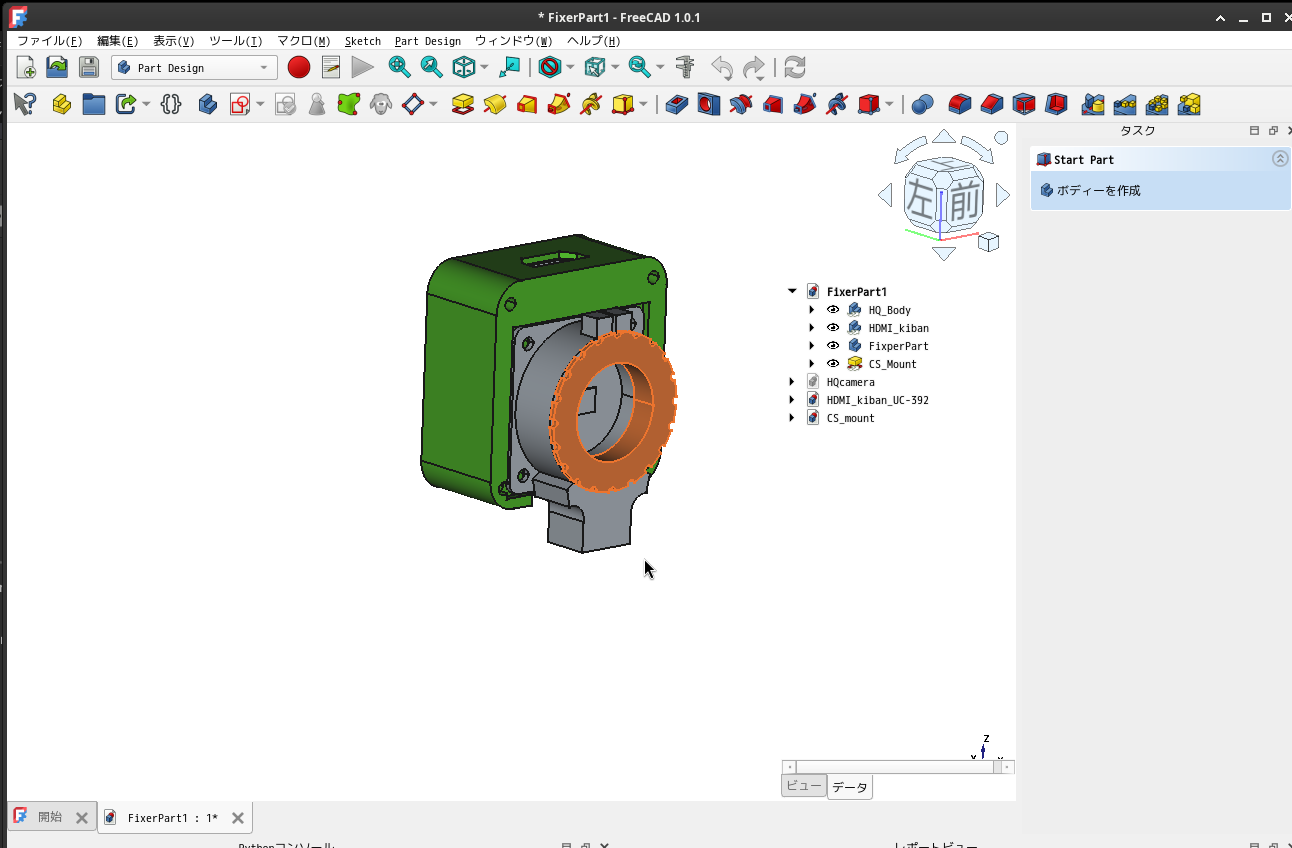 * FixerPart1 - FreeCAD 1.0.1
ファイル(F) 編集(E) 表示(V) ツール(T) マクロ(M) Sketch Part Design ウィンドウ(W) ヘルプ(H)
Part Design
タスク
Start Part
ボディーを作成
左 前
FixerPart1
HQ_Body
HDMI_kiban
FixperPart
CS_Mount
HQcamera
HDMI_kiban_UC-392
CS_mount
Z
ビュー データ
開始 FixerPart1 : 1*
Pythonコンソール レポートビュー